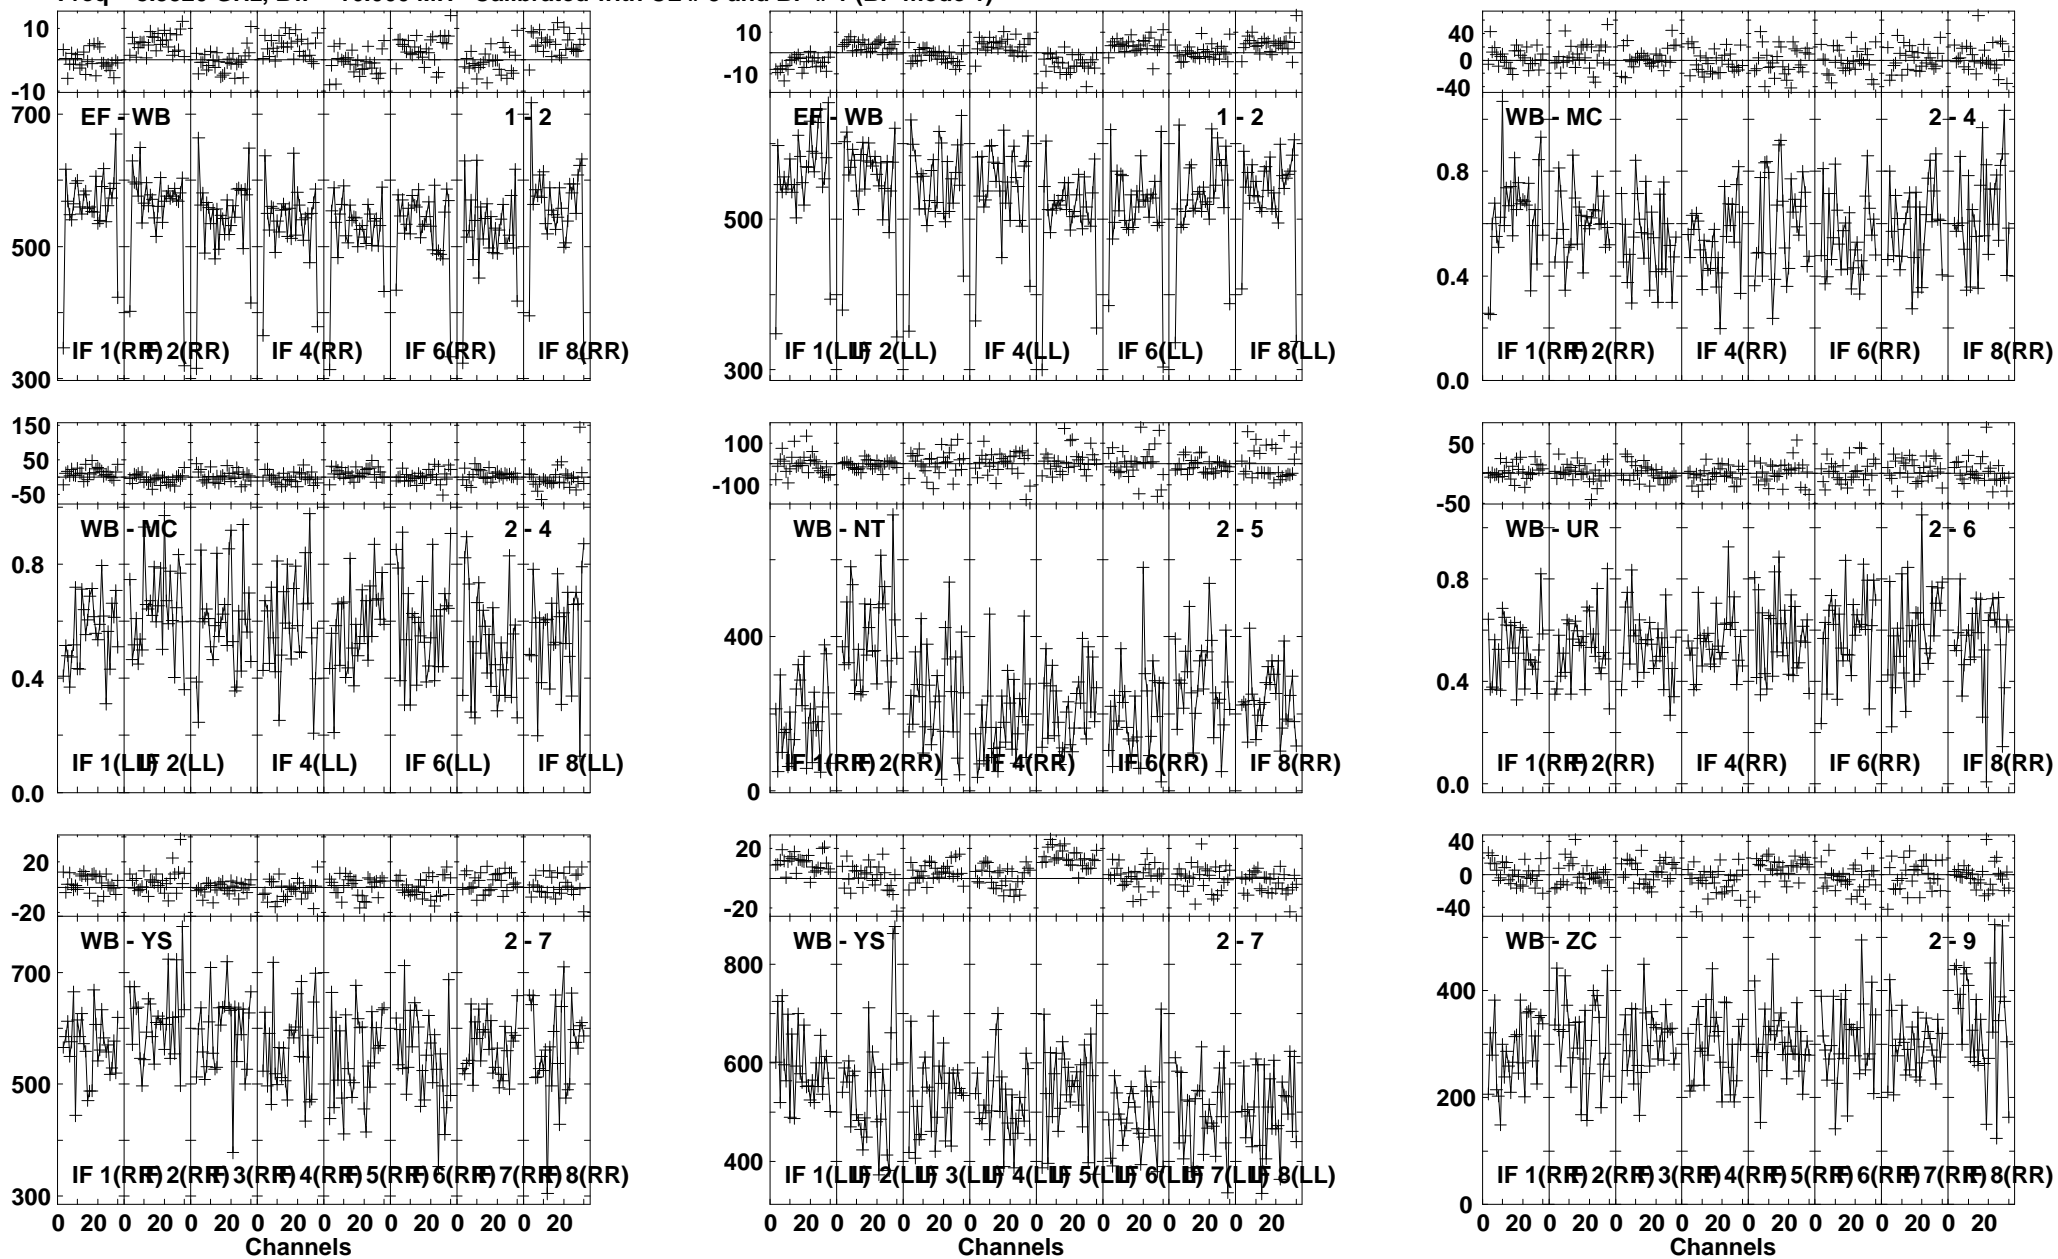 10
-10
700
EF - WB
1 - 2
500
IF 1(RR)
IF 2(RR)
IF 4(RR)
IF 6(RR)
IF 8(RR)
300
10
-10
EF - WB
1 - 2
500
IF 1(LL)
IF 2(LL)
IF 4(LL)
IF 6(LL)
IF 8(LL)
300
40
0
-40
WB - MC
2 - 4
0.8
0.4
IF 1(RR)
IF 2(RR)
IF 4(RR)
IF 6(RR)
IF 8(RR)
0.0
150
50
-50
WB - MC
2 - 4
0.8
0.4
IF 1(LL)
IF 2(LL)
IF 4(LL)
IF 6(LL)
IF 8(LL)
0.0
100
-100
WB - NT
2 - 5
400
IF 1(RR)
IF 2(RR)
IF 4(RR)
IF 6(RR)
IF 8(RR)
0
50
-50
WB - UR
2 - 6
0.8
0.4
IF 1(RR)
IF 2(RR)
IF 4(RR)
IF 6(RR)
IF 8(RR)
0.0
20
-20
WB - YS
2 - 7
700
500
IF 1(RR)
IF 2(RR)
IF 3(RR)
IF 4(RR)
IF 5(RR)
IF 6(RR)
IF 7(RR)
IF 8(RR)
300
0 20 0 20 0 20 0 20 0 20 0 20 0 20 0 20
Channels
20
-20
WB - YS
2 - 7
800
600
400
IF 1(LL)
IF 2(LL)
IF 3(LL)
IF 4(LL)
IF 5(LL)
IF 6(LL)
IF 7(LL)
IF 8(LL)
0 20 0 20 0 20 0 20 0 20 0 20 0 20 0 20
Channels
40
0
-40
WB - ZC
2 - 9
400
200
IF 1(RR)
IF 2(RR)
IF 3(RR)
IF 4(RR)
IF 5(RR)
IF 6(RR)
IF 7(RR)
IF 8(RR)
0
0 20 0 20 0 20 0 20 0 20 0 20 0 20 0 20
Channels